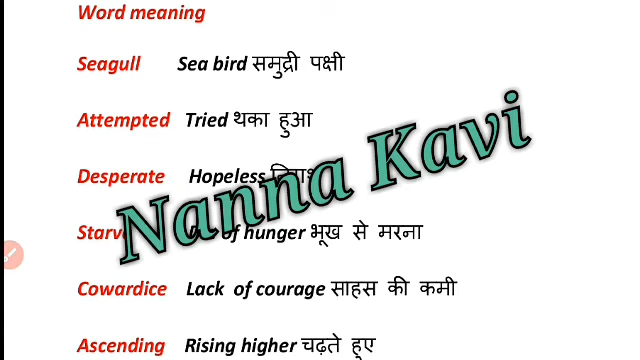 Word meaning
Seagull Sea bird समुद्री पक्षी
Attempted Tried थका हुआ
Desperate Hopeless
Nanna Kavi
of hunger भूख से मरना
Cowardice Lack of courage साहस की कमी
Ascending Rising higher चढ़ते हुए